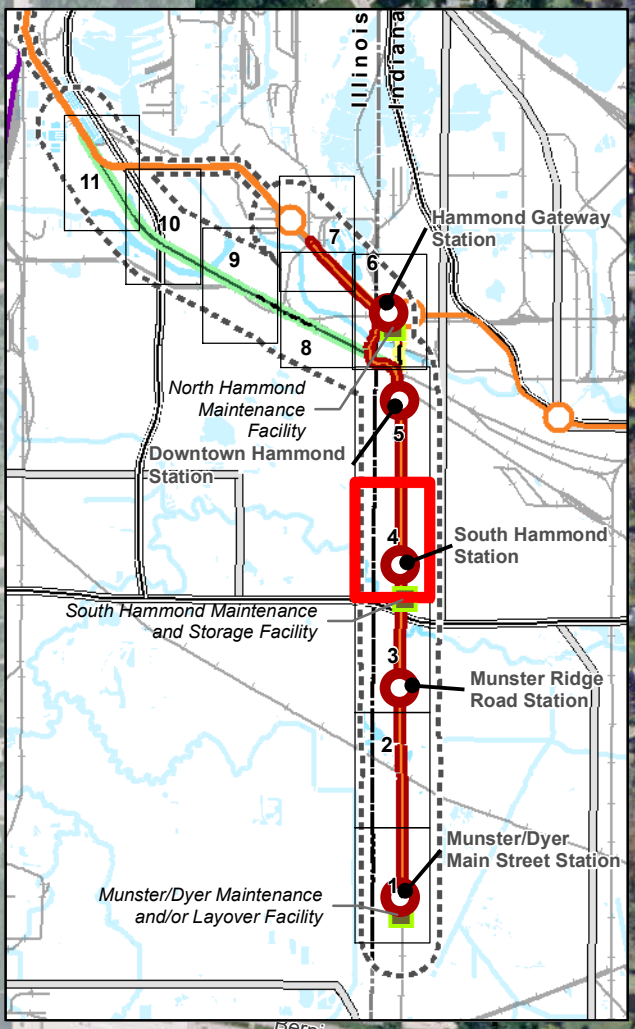 Illinois
Indiana
11
10
9
8
7
6
Hammond Gateway
Station
North Hammond
Maintenance
Facility
5
Downtown Hammond
Station
4
South Hammond
Station
South Hammond Maintenance
and Storage Facility
3
Munster Ridge
Road Station
2
Munster/Dyer
Main Street Station
1
Munster/Dyer Maintenance
and/or Layover Facility